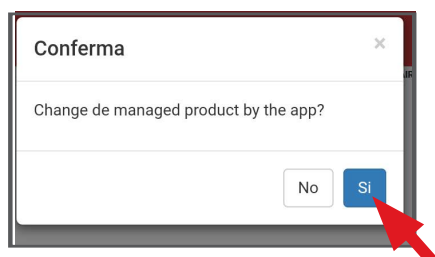 Conferma ×
Change de managed product by the app?
No Si